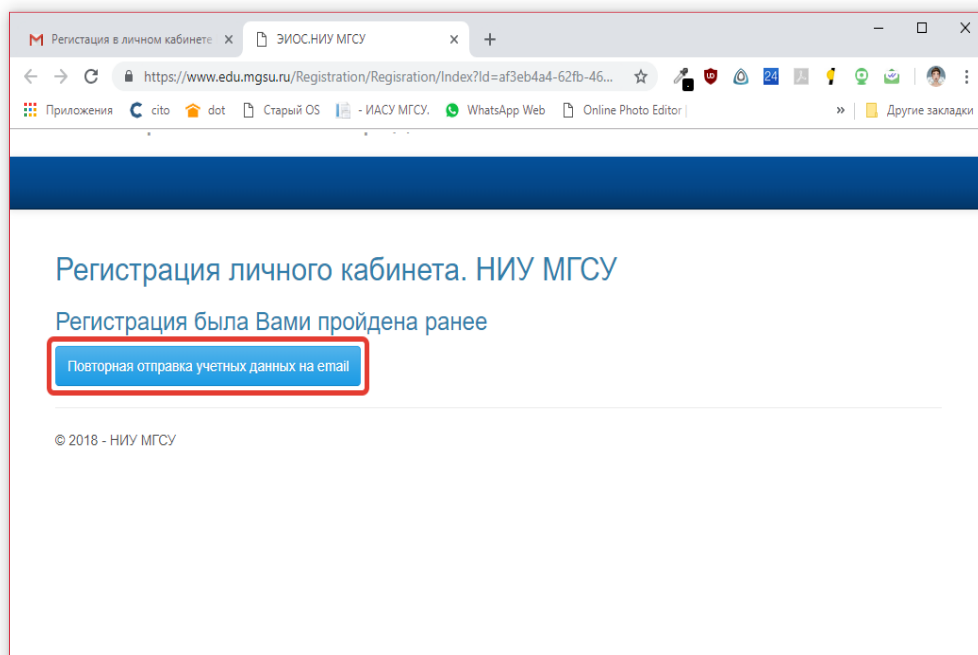 Регистация в личном кабинете
ЭИОС.НИУ МГСУ
https://www.edu.mgsu.ru/Registration/Regisration/Index?Id=af3eb4a4-62fb-46...
24
Приложения
cito
dot
Старый OS
- ИАСУ МГСУ.
WhatsApp Web
Online Photo Editor
»
Другие закладки
Регистрация личного кабинета. НИУ МГСУ
Регистрация была Вами пройдена ранее
Повторная отправка учетных данных на email
© 2018 - НИУ МГСУ